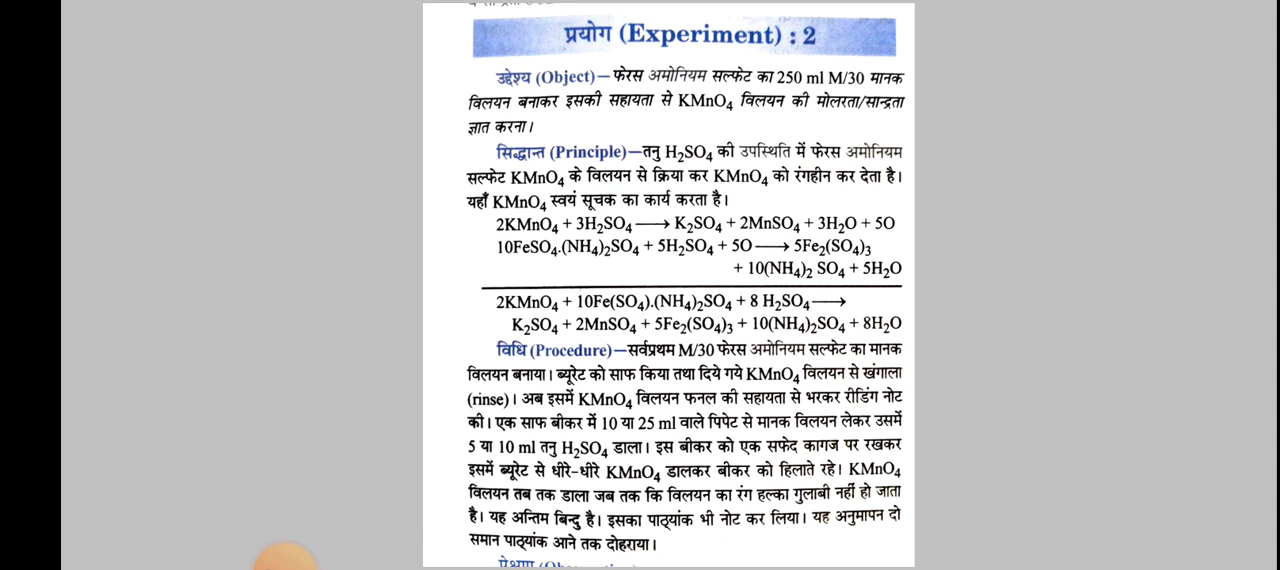 प्रयोग (Experiment) : 2
उद्देश्य (Object)—फेरस अमोनियम सल्फेट का 250 ml M/30 मानक
विलयन बनाकर इसकी सहायता से KMnO₄ विलयन की मोलरता/सान्द्रता
ज्ञात करना।
सिद्धान्त (Principle)—तनु H₂SO₄ की उपस्थिति में फेरस अमोनियम
सल्फेट KMnO₄ के विलयन से क्रिया कर KMnO₄ को रंगहीन कर देता है।
यहाँ KMnO₄ स्वयं सूचक का कार्य करता है।
2KMnO₄ + 3H₂SO₄ ⟶ K₂SO₄ + 2MnSO₄ + 3H₂O + 5O
10FeSO₄.(NH₄)₂SO₄ + 5H₂SO₄ + 5O ⟶ 5Fe₂(SO₄)₃
+ 10(NH₄)₂ SO₄ + 5H₂O
2KMnO₄ + 10Fe(SO₄).(NH₄)₂SO₄ + 8 H₂SO₄ ⟶
K₂SO₄ + 2MnSO₄ + 5Fe₂(SO₄)₃ + 10(NH₄)₂SO₄ + 8H₂O
विधि (Procedure)—सर्वप्रथम M/30 फेरस अमोनियम सल्फेट का मानक
विलयन बनाया। ब्यूरेट को साफ किया तथा दिये गये KMnO₄ विलयन से खंगाला
(rinse)। अब इसमें KMnO₄ विलयन फनल की सहायता से भरकर रीडिंग नोट
की। एक साफ बीकर में 10 या 25 ml वाले पिपेट से मानक विलयन लेकर उसमें
5 या 10 ml तनु H₂SO₄ डाला। इस बीकर को एक सफेद कागज पर रखकर
इसमें ब्यूरेट से धीरे-धीरे KMnO₄ डालकर बीकर को हिलाते रहे। KMnO₄
विलयन तब तक डाला जब तक कि विलयन का रंग हल्का गुलाबी नहीं हो जाता
है। यह अन्तिम बिन्दु है। इसका पाठ्यांक भी नोट कर लिया। यह अनुमापन दो
समान पाठ्यांक आने तक दोहराया।